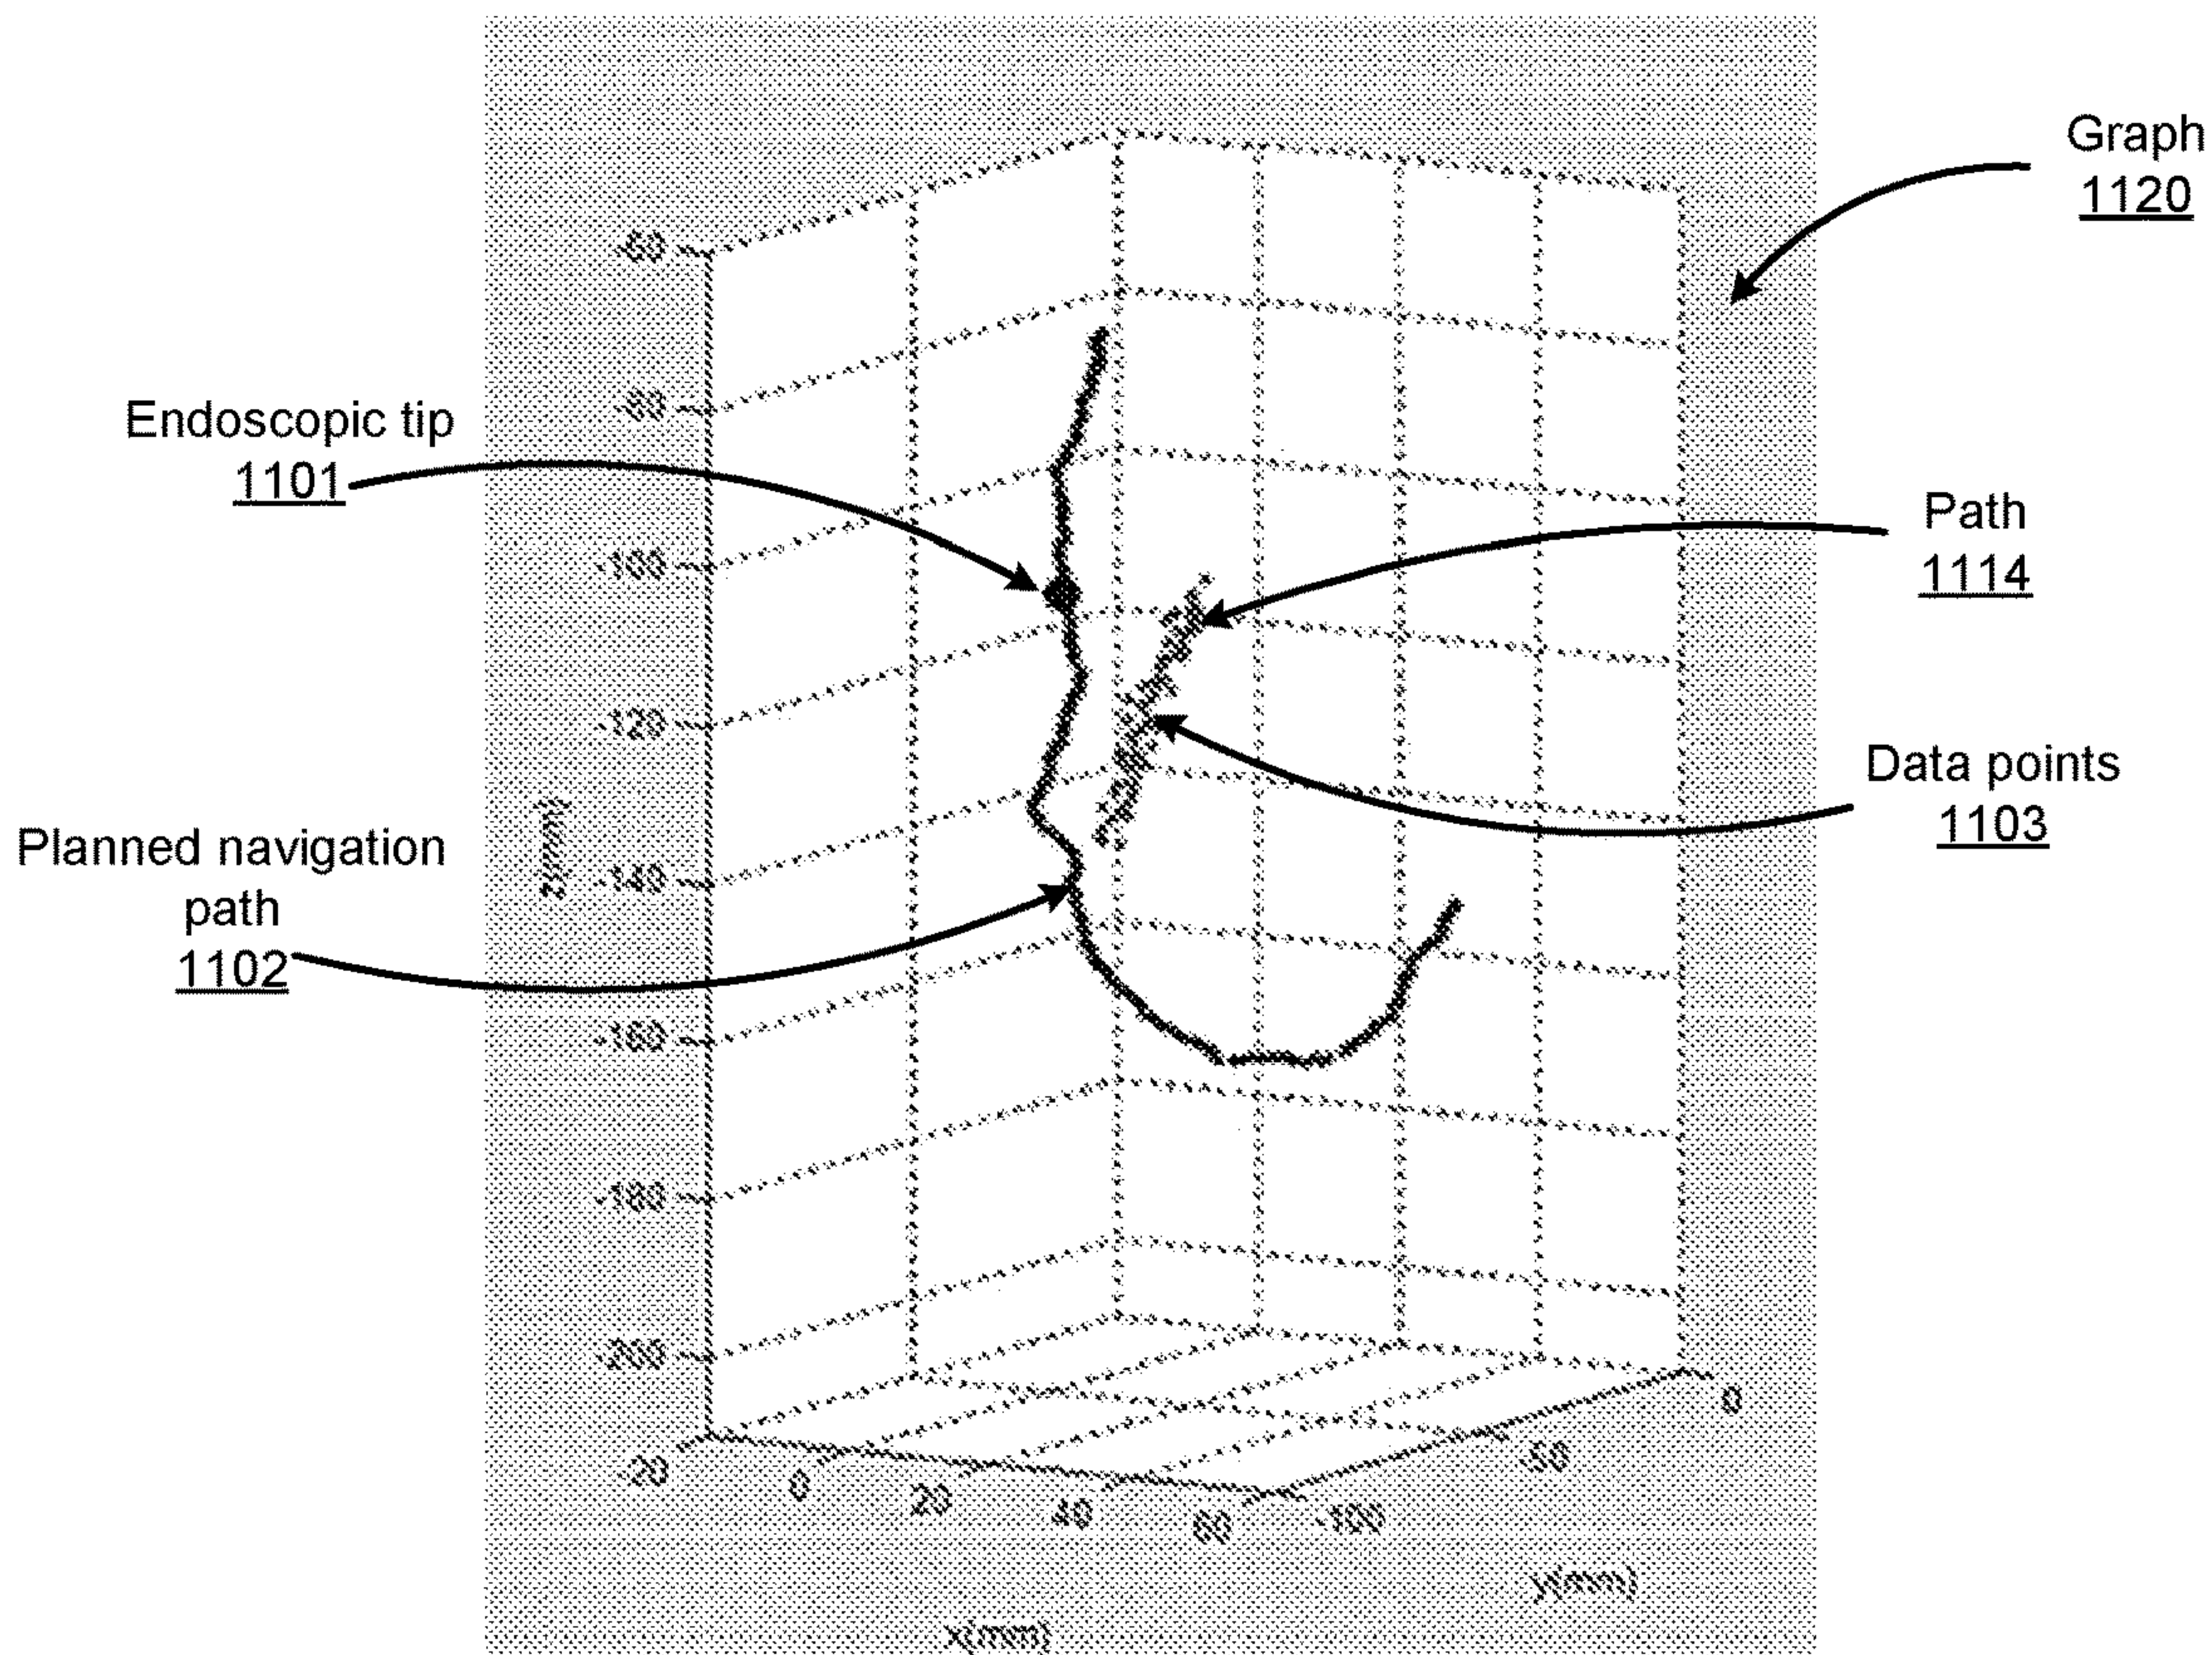 Graph
1120
Endoscopic tip
1101
Path
1114
Data points
1103
Planned navigation
path
1102
-60
-80
-100
-120
-140
-160
-180
-200
z(mm)
-20
0
20
40
60
x(mm)
-100
-50
0
y(mm)